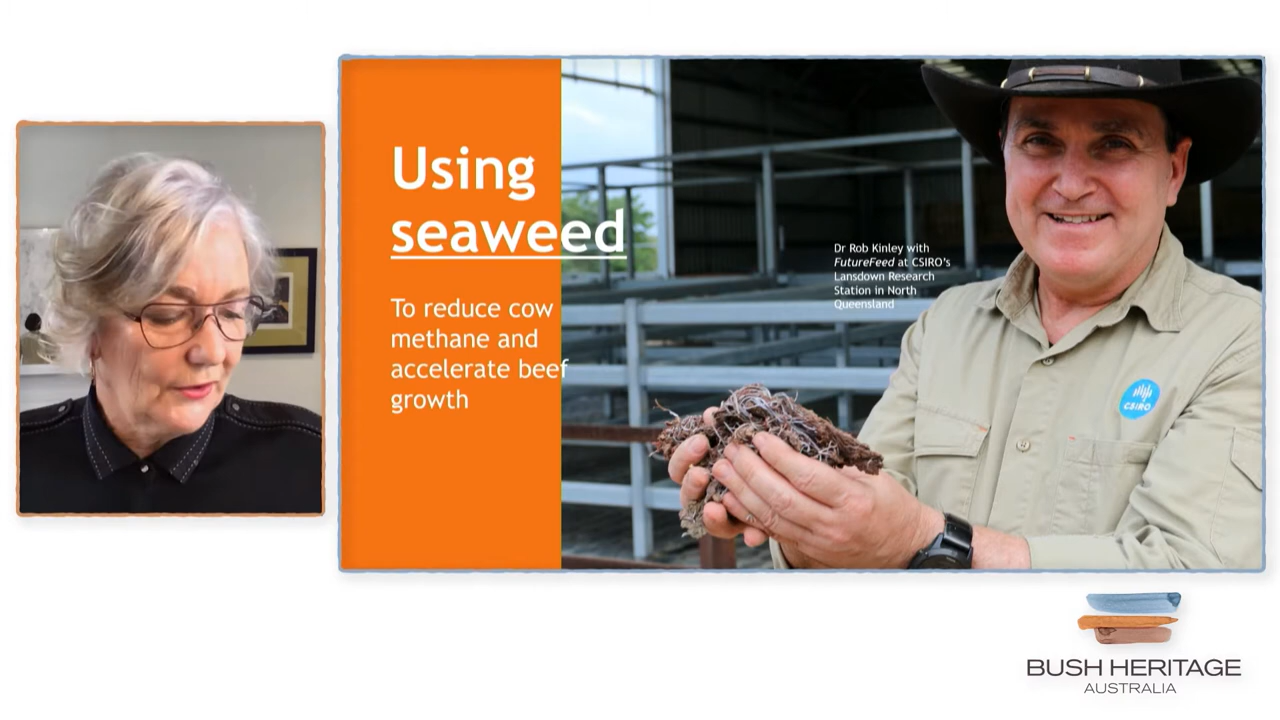 Using
seaweed
To reduce cow
methane and
accelerate beef
growth
Dr Rob Kinley with
FutureFeed at CSIRO's
Lansdown Research
Station in North
Queensland
CSIRO
BUSH HERITAGE
AUSTRALIA